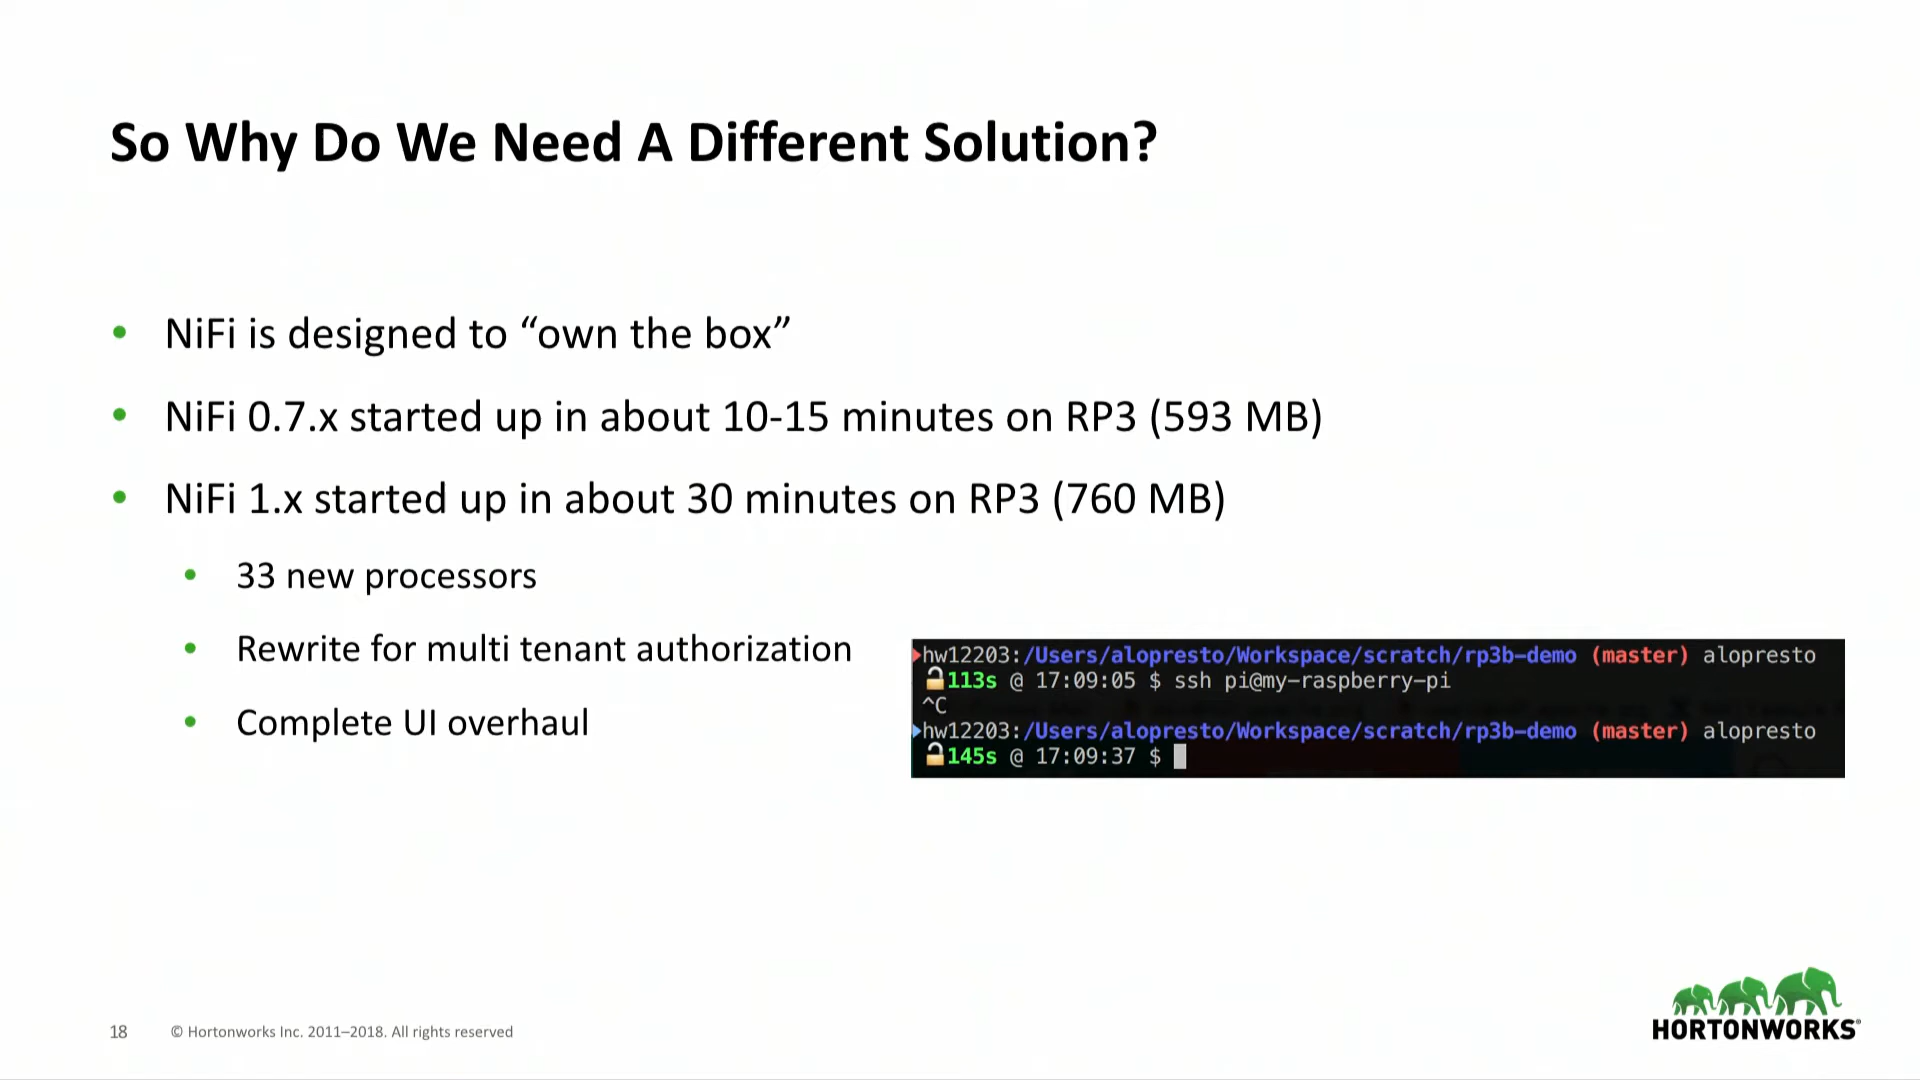 So Why Do We Need A Different Solution?
• NiFi is designed to “own the box”
• NiFi 0.7.x started up in about 10-15 minutes on RP3 (593 MB)
• NiFi 1.x started up in about 30 minutes on RP3 (760 MB)
• 33 new processors
• Rewrite for multi tenant authorization
• Complete UI overhaul
hw12203:/Users/alopresto/Workspace/scratch/rp3b-demo (master) alopresto
🔓113s @ 17:09:05 $ ssh pi@my-raspberry-pi
^C
hw12203:/Users/alopresto/Workspace/scratch/rp3b-demo (master) alopresto
🔓145s @ 17:09:37 $
18 © Hortonworks Inc. 2011–2018. All rights reserved
HORTONWORKS®